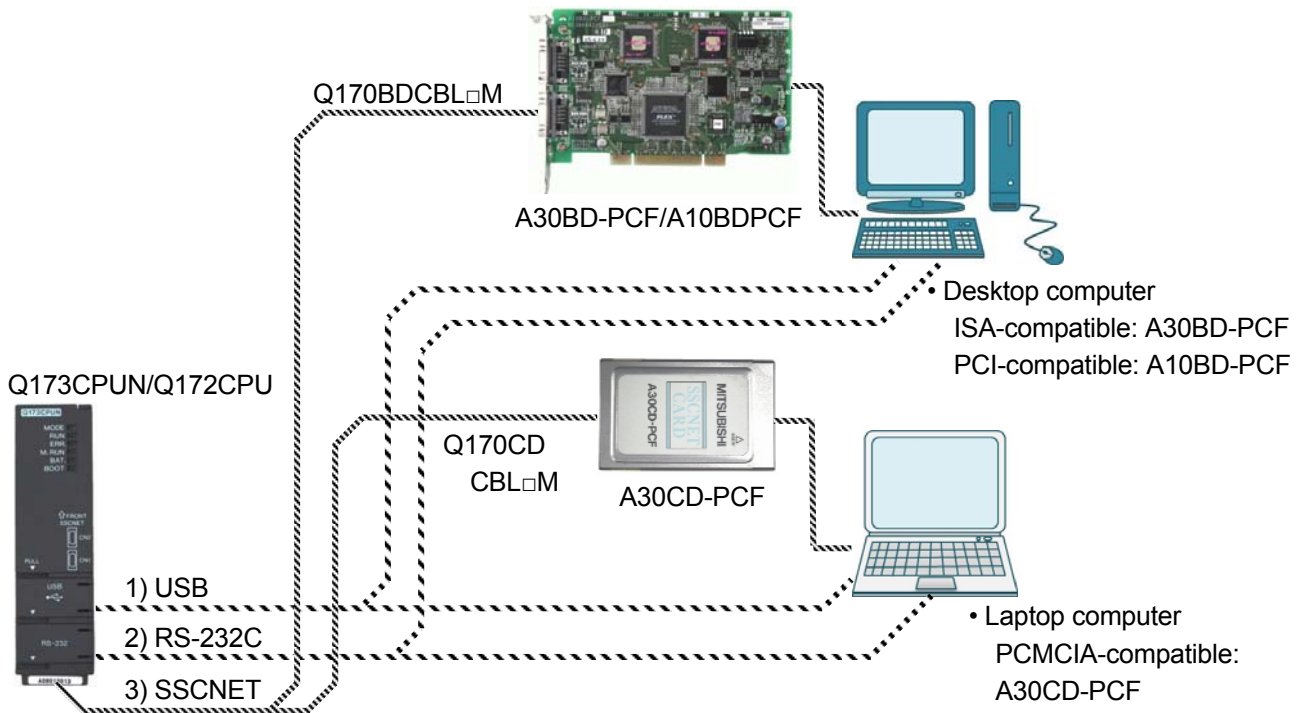 Q170BDCBL□M
A30BD-PCF/A10BDPCF
• Desktop computer
ISA-compatible: A30BD-PCF
PCI-compatible: A10BD-PCF
Q173CPUN/Q172CPU
Q173CPUN
MODE
RUN
ERR.
M.RUN
BAT.
BOOT
FRONT
SSCNET
CN2
CN1
PULL
USB
RS-232
MITSUBISHI
SSCNET
CARD
A30CD-PCF
Q170CD
CBL□M
A30CD-PCF
1) USB
2) RS-232C
3) SSCNET
• Laptop computer
PCMCIA-compatible:
A30CD-PCF